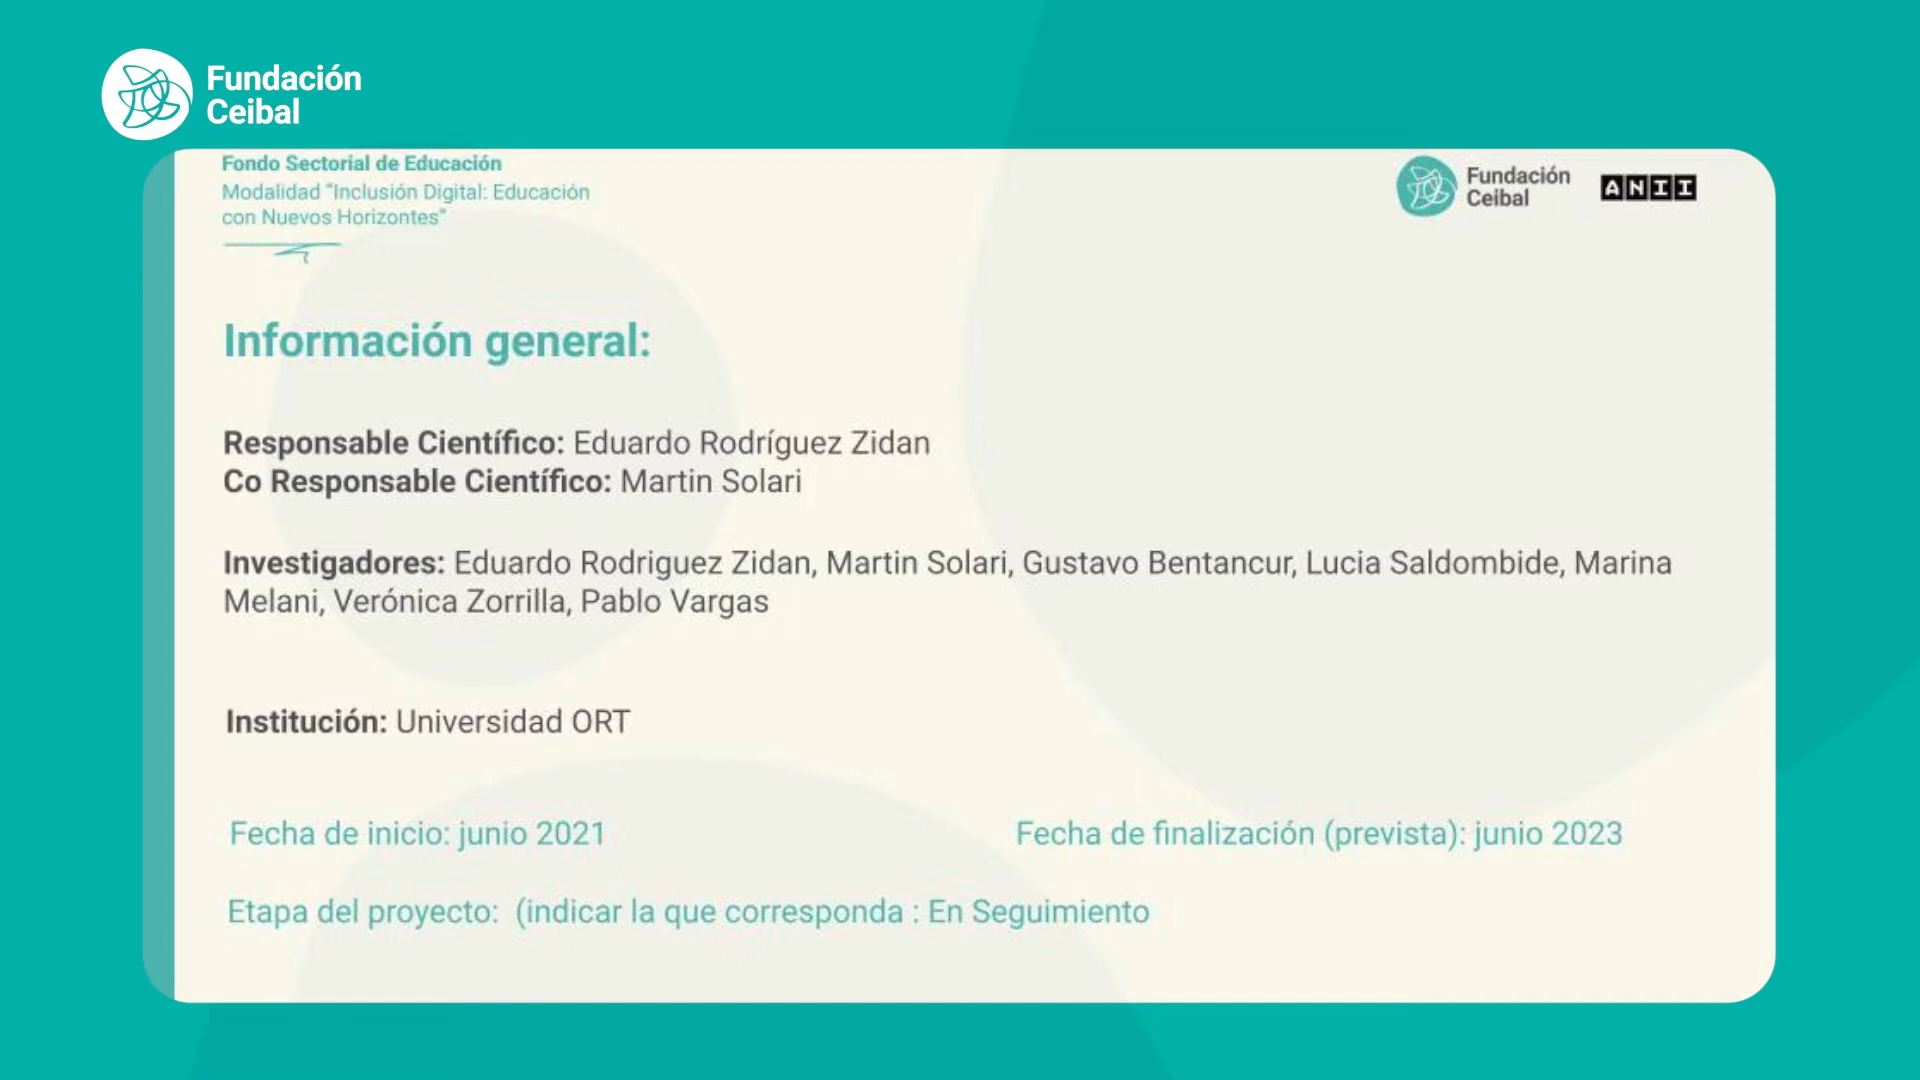 Fundación
Ceibal
Fondo Sectorial de Educación
Modalidad “Inclusión Digital: Educación
con Nuevos Horizontes”
Fundación
Ceibal
ANII
Información general:
Responsable Científico: Eduardo Rodríguez Zidan
Co Responsable Científico: Martin Solari
Investigadores: Eduardo Rodriguez Zidan, Martin Solari, Gustavo Bentancur, Lucia Saldombide, Marina
Melani, Verónica Zorrilla, Pablo Vargas
Institución: Universidad ORT
Fecha de inicio: junio 2021
Fecha de finalización (prevista): junio 2023
Etapa del proyecto: (indicar la que corresponda : En Seguimiento